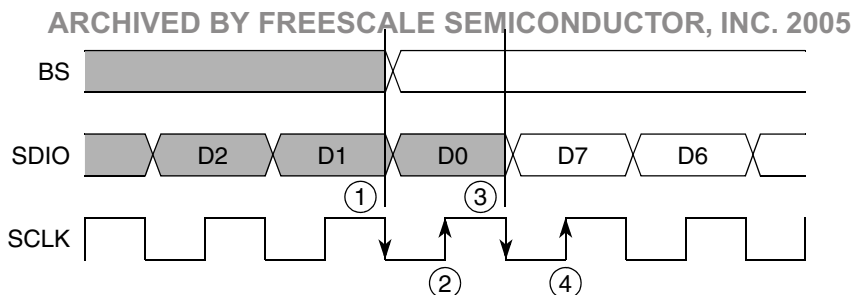 ARCHIVED BY FREESCALE SEMICONDUCTOR, INC. 2005
BS
SDIO D2 D1 D0 D7 D6
1 3
SCLK
2 4